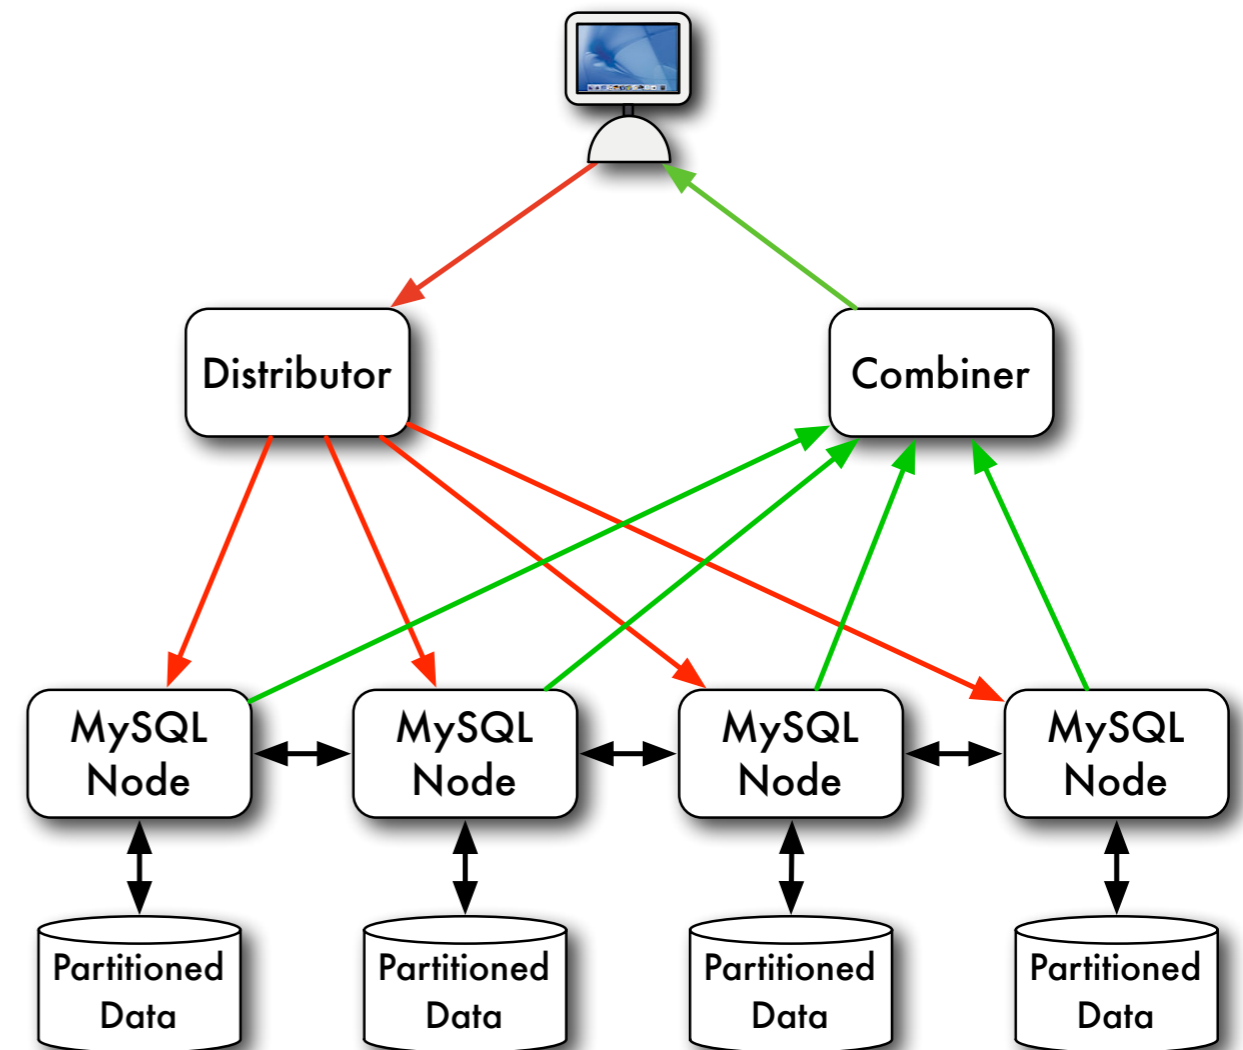 Distributor
Combiner
MySQL
Node
MySQL
Node
MySQL
Node
MySQL
Node
Partitioned
Data
Partitioned
Data
Partitioned
Data
Partitioned
Data